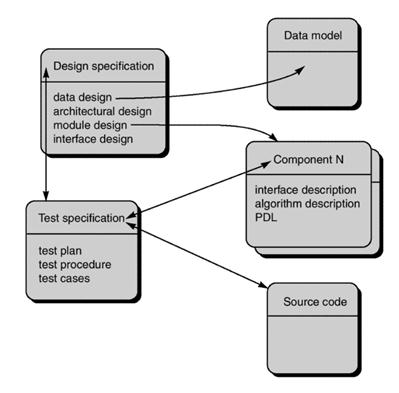 Data model
Design specification
data design
architectural design
module design
interface design
Component N
interface description
algorithm description
PDL
Test specification
test plan
test procedure
test cases
Source code